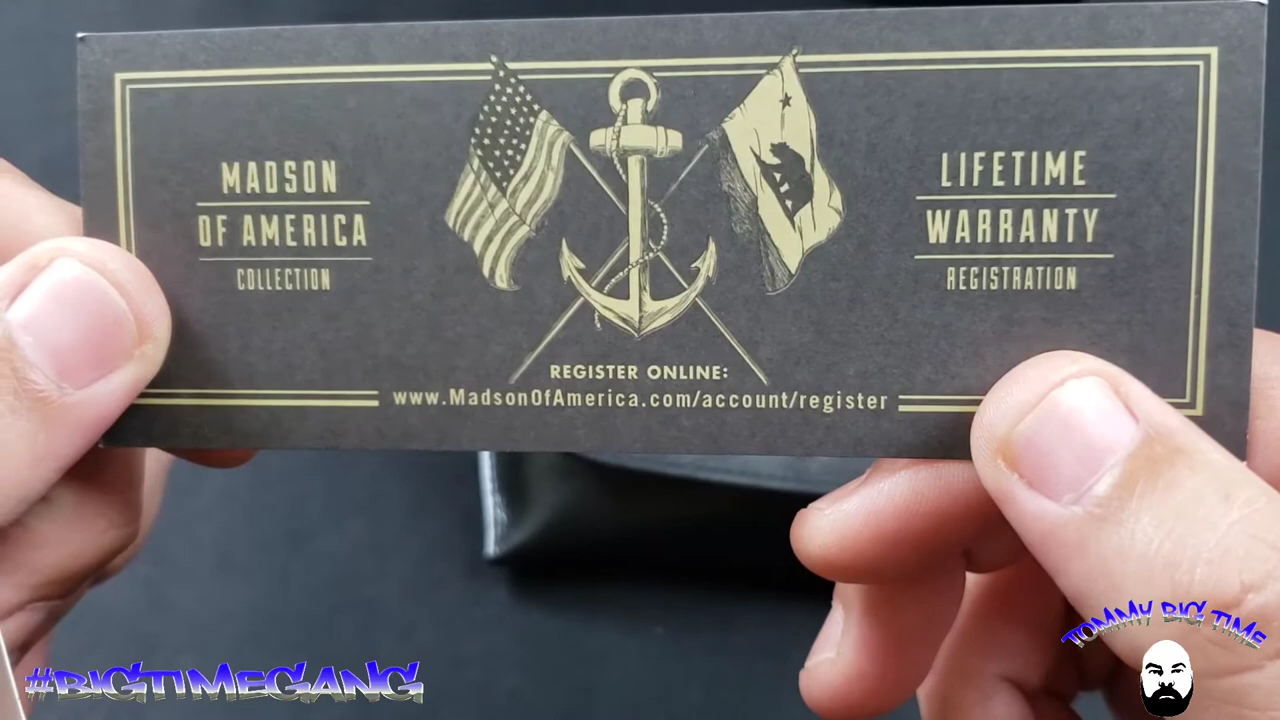 MADSON
OF AMERICA
COLLECTION
LIFETIME
WARRANTY
REGISTRATION
REGISTER ONLINE:
www.MadsonOfAmerica.com/account/register
#BIGTIMEGANG
TOMMY BIG TIME